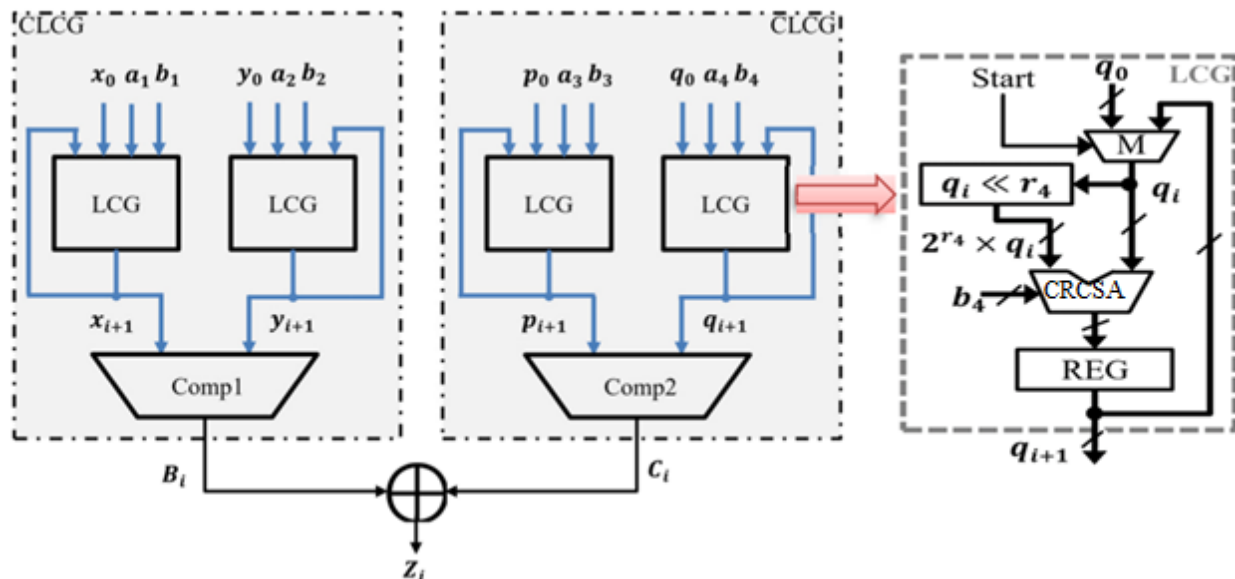 CLCG
CLCG
x₀ a₁ b₁
y₀ a₂ b₂
p₀ a₃ b₃
q₀ a₄ b₄
LCG
LCG
LCG
LCG
xᵢ₊₁
yᵢ₊₁
pᵢ₊₁
qᵢ₊₁
Comp1
Comp2
Bᵢ
Cᵢ
Zᵢ
LCG
Start
q₀
M
qᵢ ≪ r₄
qᵢ
2^{r₄} × qᵢ
b₄
CRCSA
REG
qᵢ₊₁